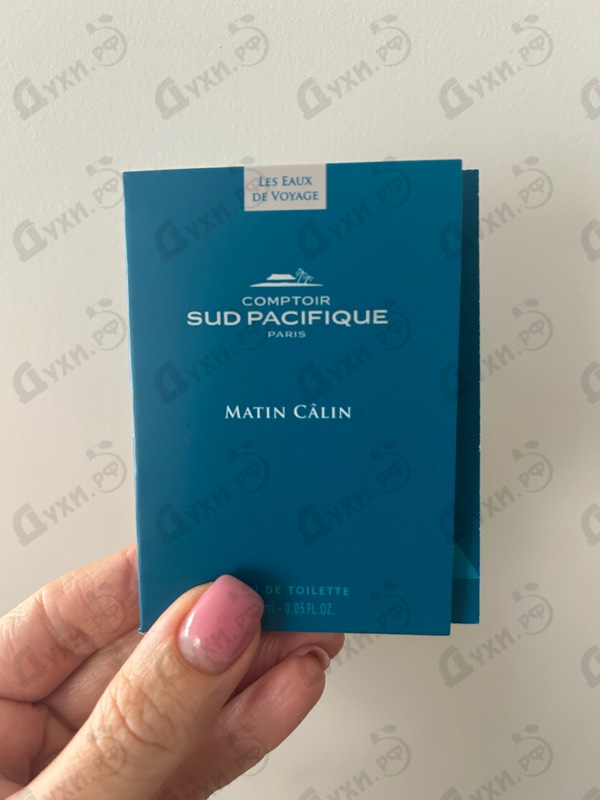 LES EAUX
DE VOYAGE
COMPTOIR
SUD PACIFIQUE
PARIS
MATIN CÂLIN
DE TOILETTE
0.05 FL.OZ.
Духи.РФ